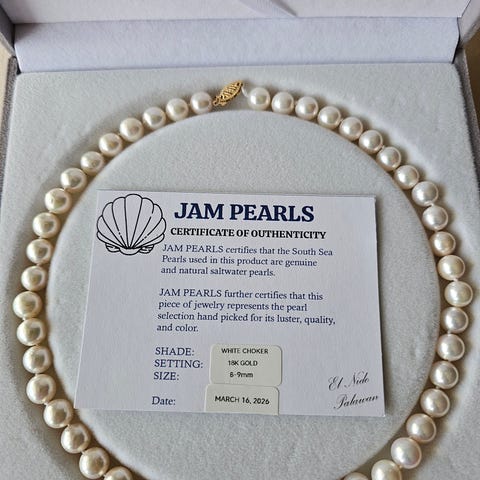 JAM PEARLS
CERTIFICATE OF OUTHENTICITY
JAM PEARLS certifies that the South Sea
Pearls used in this product are genuine
and natural saltwater pearls.
JAM PEARLS further certifies that this
piece of jewelry represents the pearl
selection hand picked for its luster, quality,
and color.
SHADE: WHITE CHOKER
SETTING: 18K GOLD
SIZE: 8-9mm
Date: MARCH 16, 2026
El Nido
Palawan